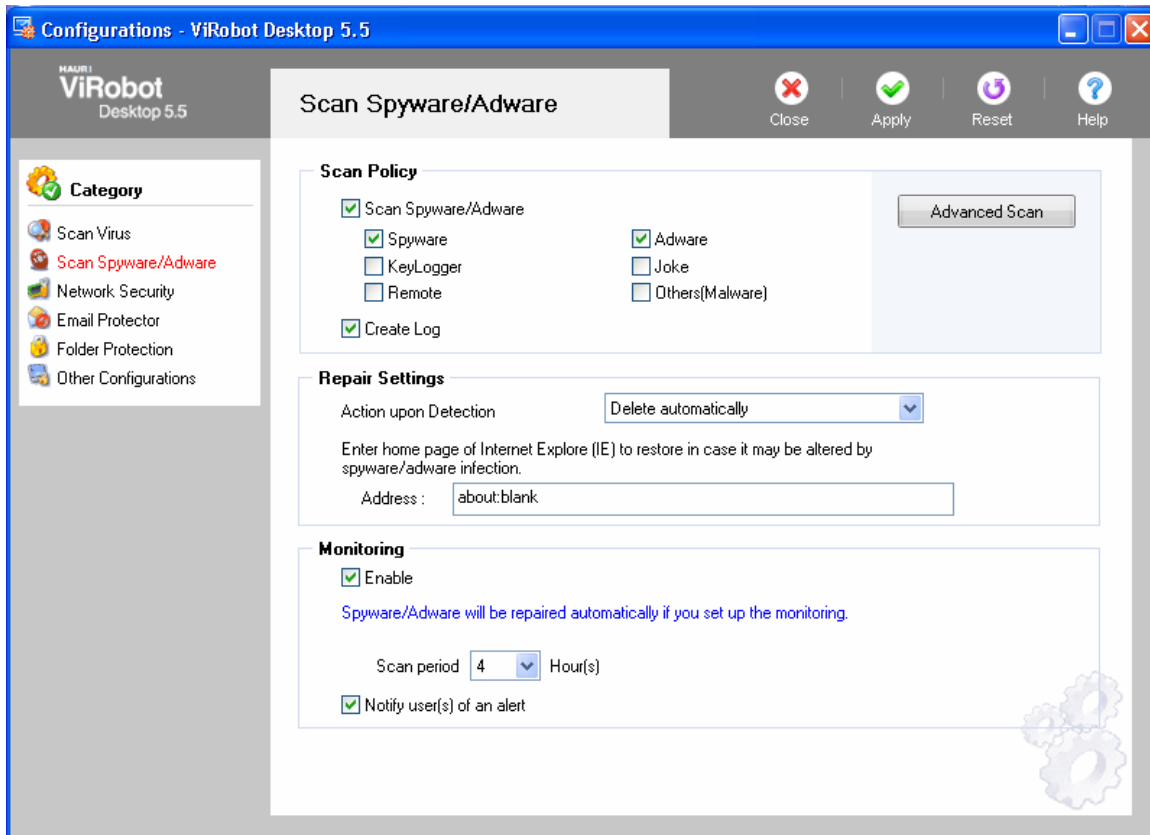 Configurations - ViRobot Desktop 5.5
HAURI
ViRobot
Desktop 5.5
Scan Spyware/Adware
Close
Apply
Reset
Help
Category
Scan Virus
Scan Spyware/Adware
Network Security
Email Protector
Folder Protection
Other Configurations
Scan Policy
Scan Spyware/Adware
Spyware
Adware
KeyLogger
Joke
Remote
Others(Malware)
Create Log
Advanced Scan
Repair Settings
Action upon Detection
Delete automatically
Enter home page of Internet Explore (IE) to restore in case it may be altered by
spyware/adware infection.
Address :
about:blank
Monitoring
Enable
Spyware/Adware will be repaired automatically if you set up the monitoring.
Scan period 4 Hour(s)
Notify user(s) of an alert